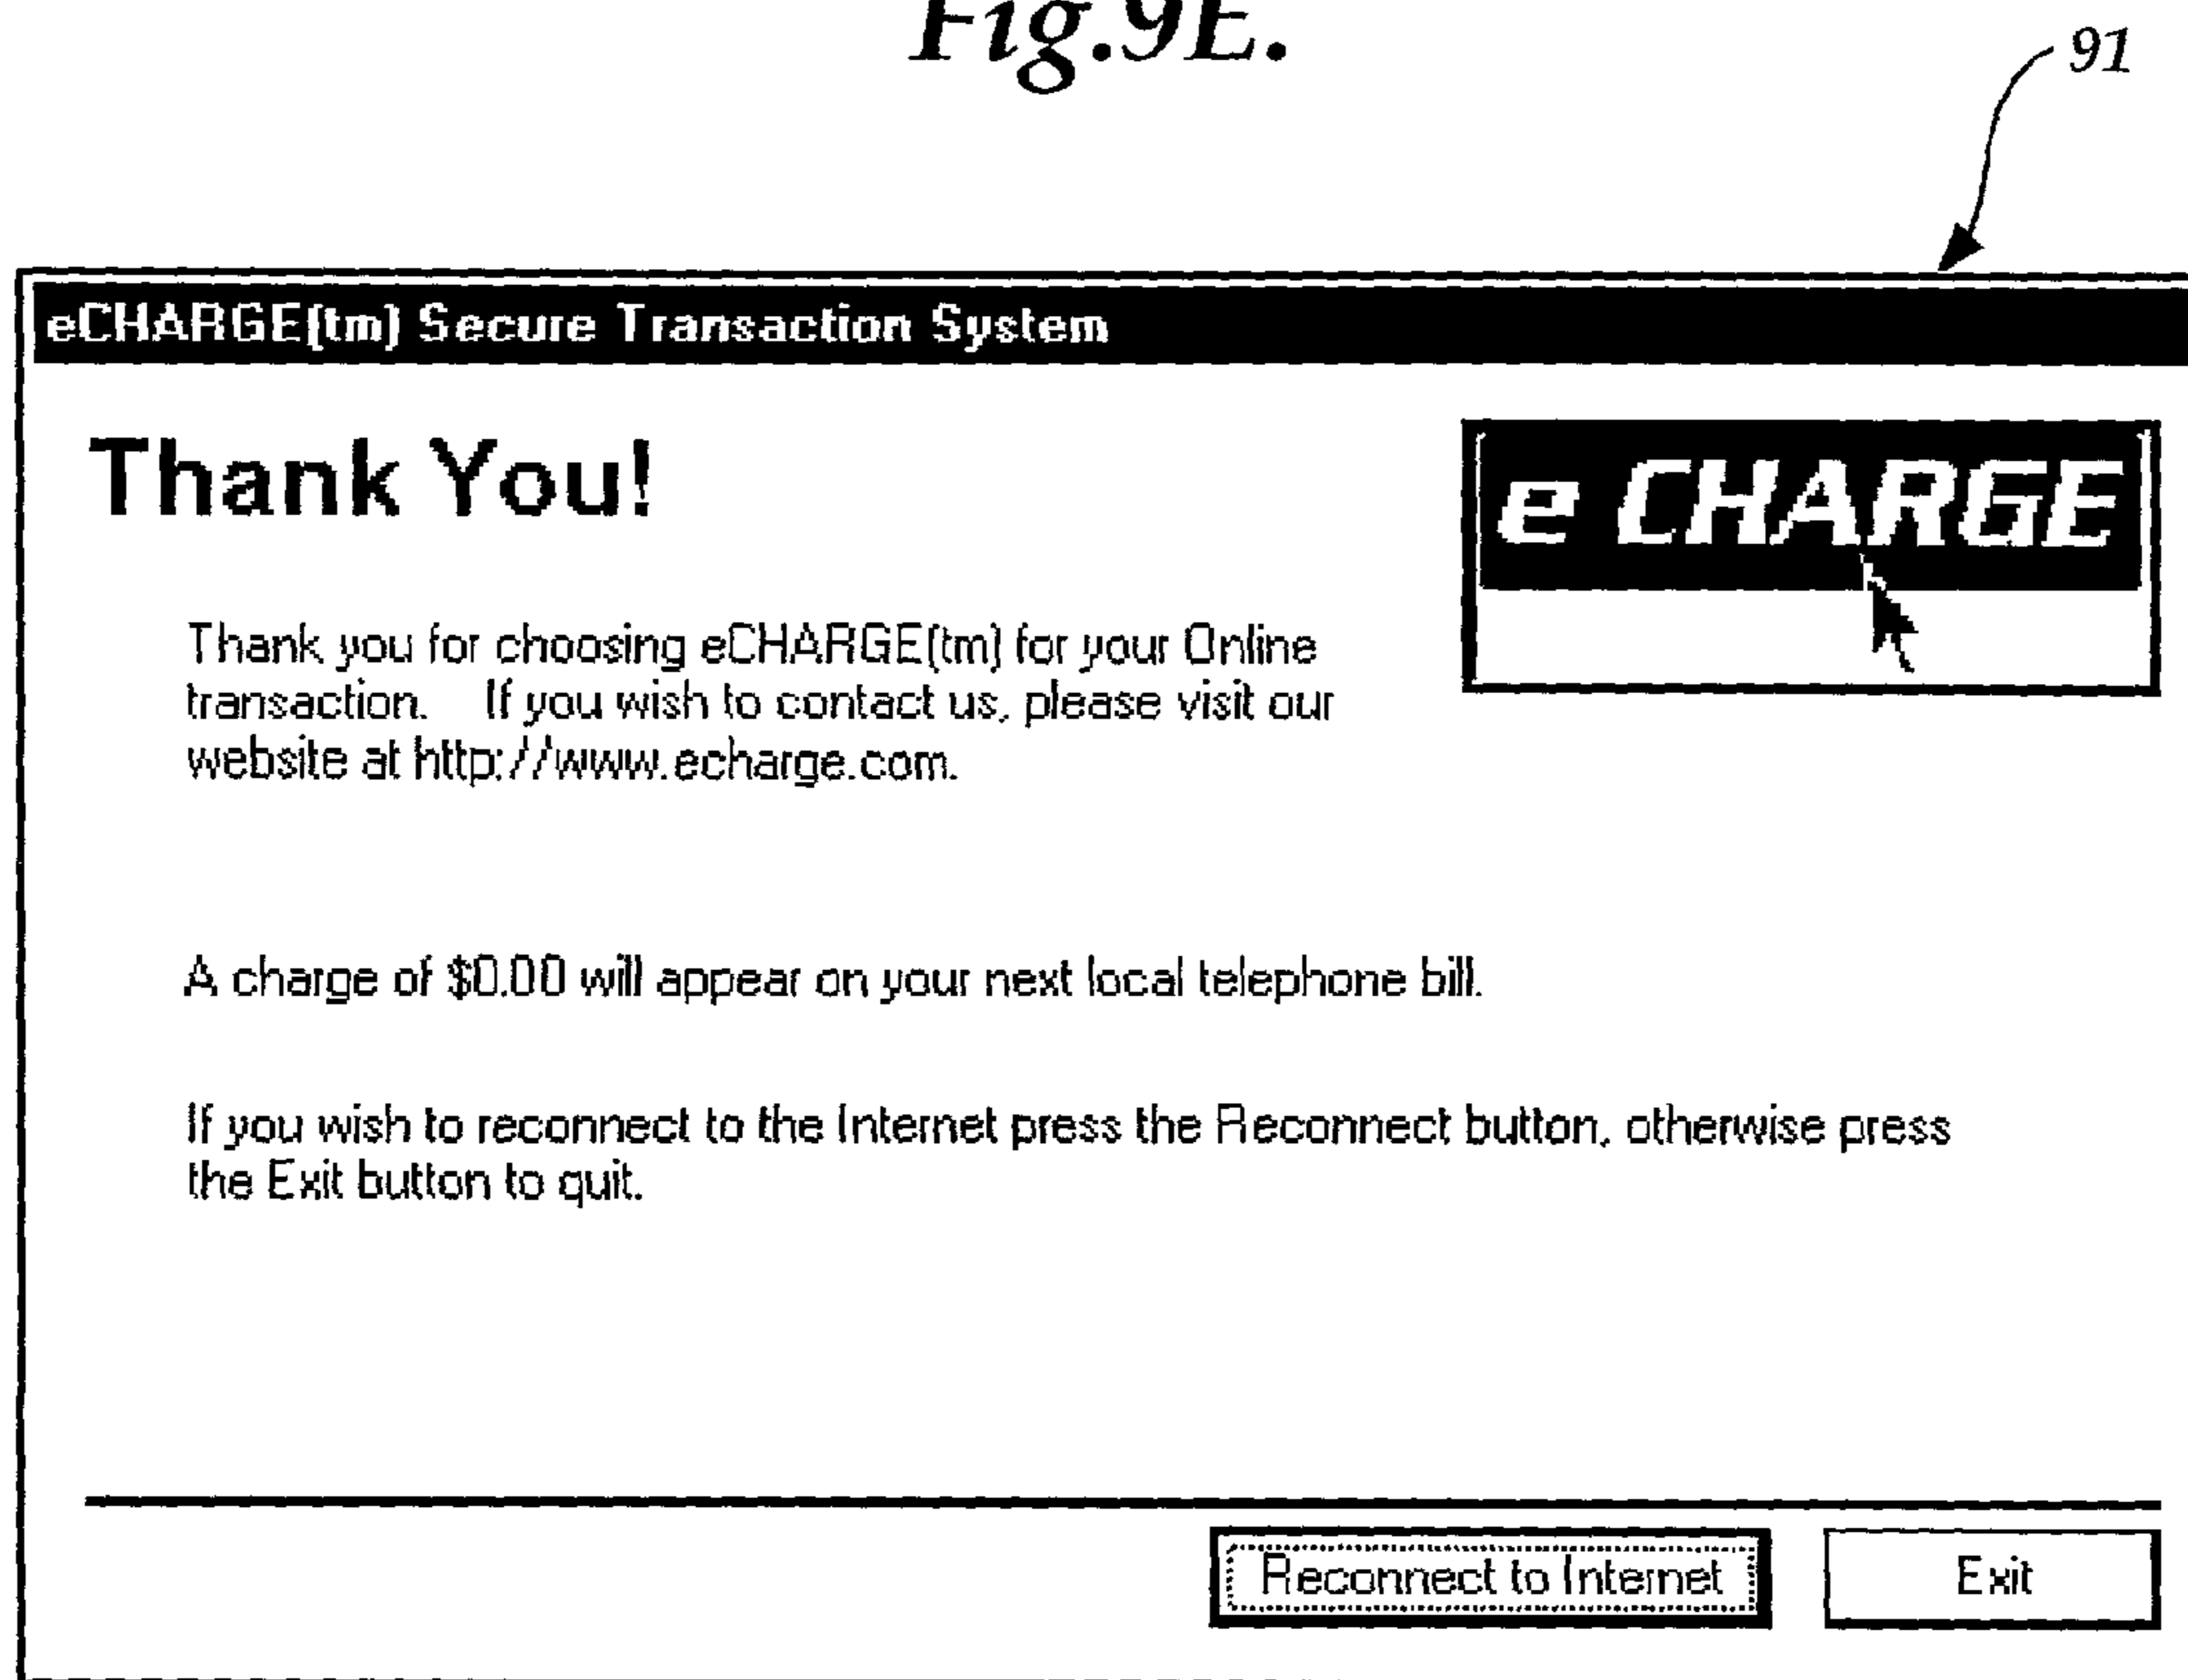 Fig.9E.
91
eCHARGE(tm) Secure Transaction System
Thank You!
e CHARGE
Thank you for choosing eCHARGE(tm) for your Online
transaction. If you wish to contact us, please visit our
website at http://www.echarge.com.
A charge of $0.00 will appear on your next local telephone bill.
If you wish to reconnect to the Internet press the Reconnect button, otherwise press
the Exit button to quit.
Reconnect to Internet
Exit